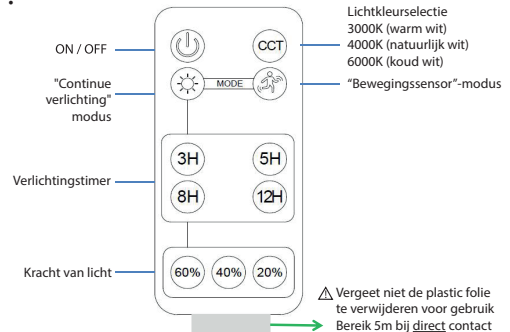 ON / OFF
CCT
Lichtkleurselectie
3000K (warm wit)
4000K (natuurlijk wit)
6000K (koud wit)
"Continue
verlichting"
modus
MODE
“Bewegingssensor”-modus
3H
5H
Verlichtingstimer
8H
12H
Kracht van licht
60%
40%
20%
⚠ Vergeet niet de plastic folie
te verwijderen voor gebruik
Bereik 5m bij direct contact